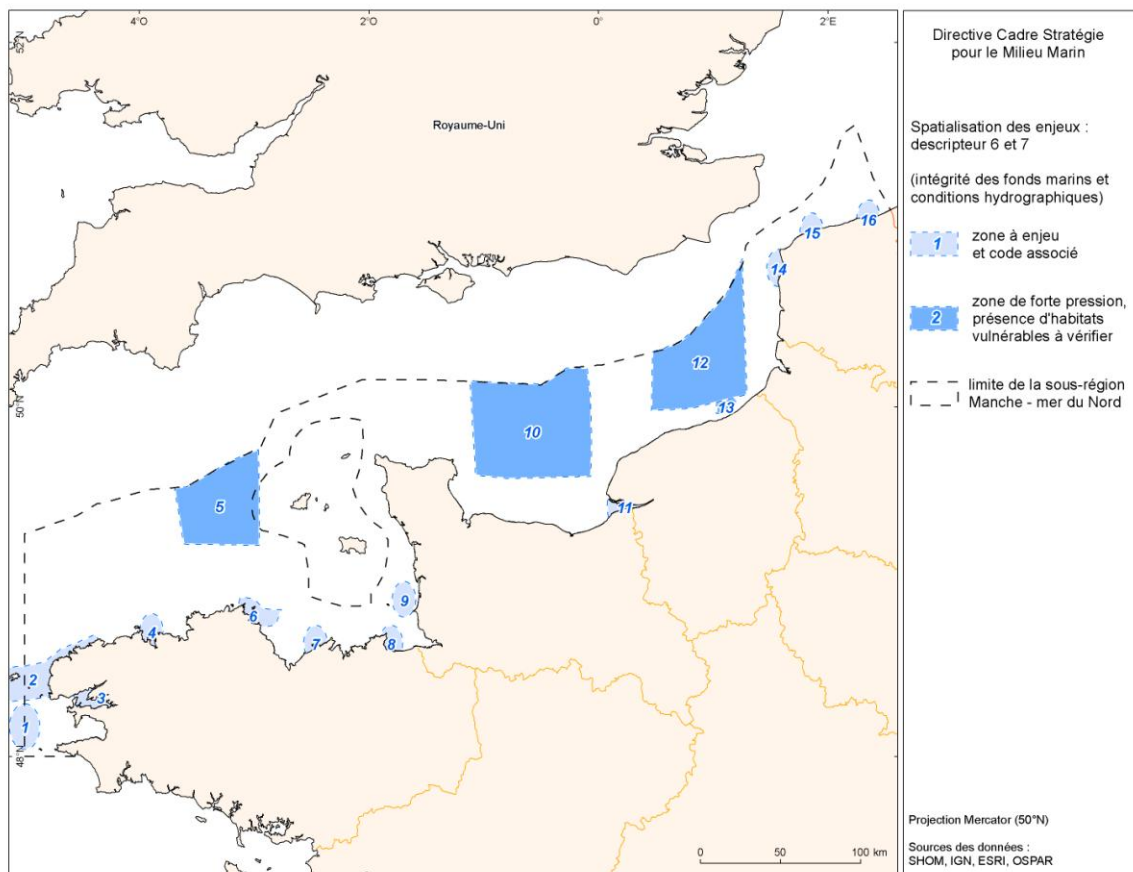 4°O
2°O
0°
2°E
52°N
50°N
48°N
Royaume-Uni
1
2
3
4
5
6
7
8
9
10
11
12
13
14
15
16
0
50
100 km
Directive Cadre Stratégie
pour le Milieu Marin
Spatialisation des enjeux :
descripteur 6 et 7
(intégrité des fonds marins et
conditions hydrographiques)
1
zone à enjeu
et code associé
2
zone de forte pression,
présence d'habitats
vulnérables à vérifier
limite de la sous-région
Manche - mer du Nord
Projection Mercator (50°N)
Sources des données :
SHOM, IGN, ESRI, OSPAR